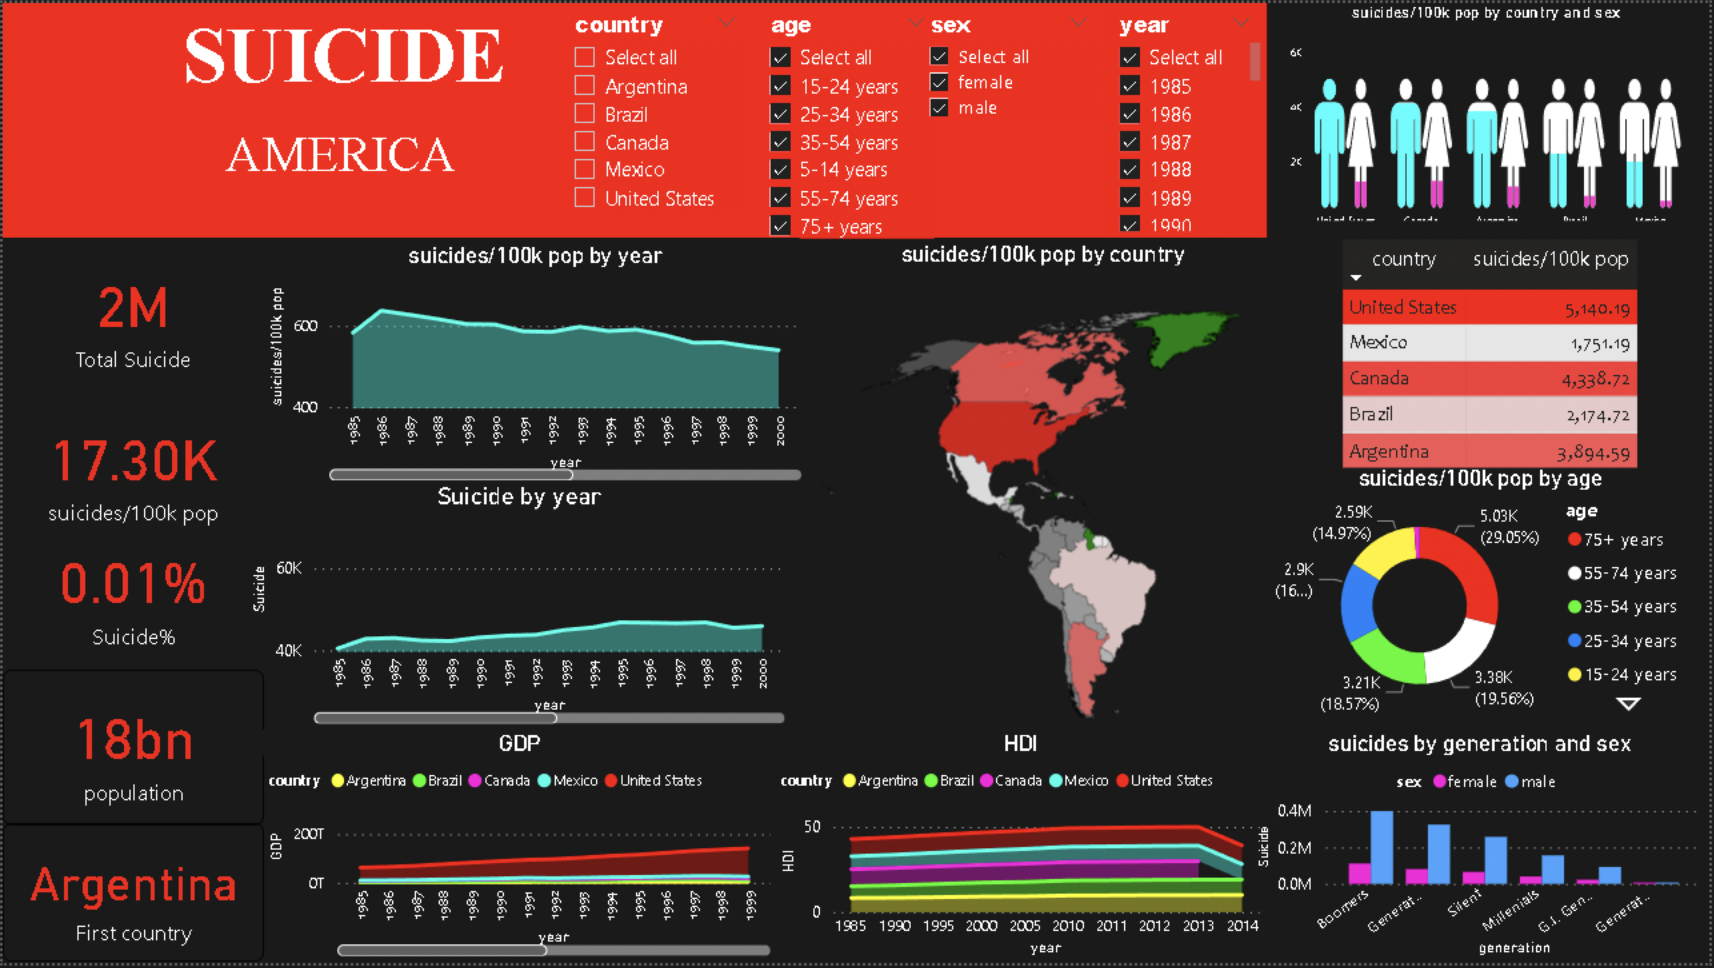 SUICIDE
AMERICA
country
Select all
Argentina
Brazil
Canada
Mexico
United States
age
Select all
15-24 years
25-34 years
35-54 years
5-14 years
55-74 years
75+ years
sex
Select all
female
male
year
Select all
1985
1986
1987
1988
1989
1990
suicides/100k pop by country and sex
6K
4K
2K
Canada
Brazil
2M
Total Suicide
17.30K
suicides/100k pop
0.01%
Suicide%
18bn
population
Argentina
First country
suicides/100k pop by year
suicides/100k pop
600
400
1985 1986 1987 1988 1989 1990 1991 1992 1993 1994 1995 1996 1997 1998 1999 2000
year
Suicide by year
Suicide
60K
40K
1985 1986 1987 1988 1989 1990 1991 1992 1993 1994 1995 1996 1997 1998 1999 2000
year
suicides/100k pop by country
country suicides/100k pop
United States 5,140.19
Mexico 1,751.19
Canada 4,338.72
Brazil 2,174.72
Argentina 3,894.59
suicides/100k pop by age
2.59K
(14.97%)
5.03K
(29.05%)
2.9K
(16...)
3.21K
(18.57%)
3.38K
(19.56%)
age
75+ years
55-74 years
35-54 years
25-34 years
15-24 years
GDP
country Argentina Brazil Canada Mexico United States
GDP
200T
0T
1985 1986 1987 1988 1989 1990 1991 1992 1993 1994 1995 1996 1997 1998 1999
year
HDI
country Argentina Brazil Canada Mexico United States
HDI
50
0
1985 1990 1995 2000 2005 2010 2011 2012 2013 2014
year
suicides by generation and sex
sex female male
Suicide
0.4M
0.2M
0.0M
Boomers Generat... Silent Millenials G.I. Gen... Generat...
generation